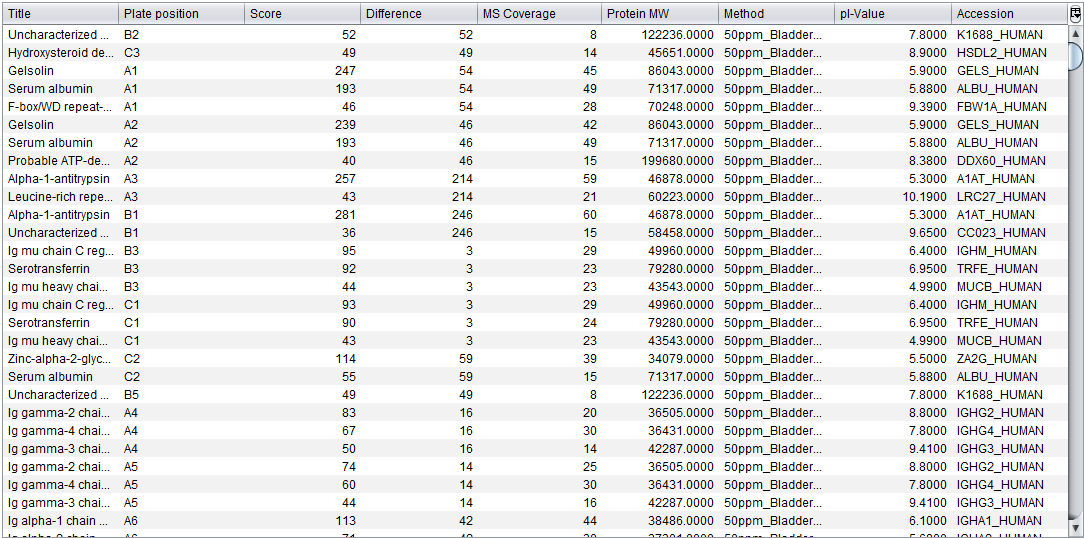 Title Plate position Score Difference MS Coverage Protein MW Method pI-Value Accession
Uncharacterized ... B2 52 52 8 122236.0000 50ppm_Bladder... 7.8000 K1688_HUMAN
Hydroxysteroid de... C3 49 49 14 45651.0000 50ppm_Bladder... 8.9000 HSDL2_HUMAN
Gelsolin A1 247 54 45 86043.0000 50ppm_Bladder... 5.9000 GELS_HUMAN
Serum albumin A1 193 54 49 71317.0000 50ppm_Bladder... 5.8800 ALBU_HUMAN
F-box/WD repeat-... A1 46 54 28 70248.0000 50ppm_Bladder... 9.3900 FBW1A_HUMAN
Gelsolin A2 239 46 42 86043.0000 50ppm_Bladder... 5.9000 GELS_HUMAN
Serum albumin A2 193 46 49 71317.0000 50ppm_Bladder... 5.8800 ALBU_HUMAN
Probable ATP-de... A2 40 46 15 199680.0000 50ppm_Bladder... 8.3800 DDX60_HUMAN
Alpha-1-antitrypsin A3 257 214 59 46878.0000 50ppm_Bladder... 5.3000 A1AT_HUMAN
Leucine-rich repe... A3 43 214 21 60223.0000 50ppm_Bladder... 10.1900 LRC27_HUMAN
Alpha-1-antitrypsin B1 281 246 60 46878.0000 50ppm_Bladder... 5.3000 A1AT_HUMAN
Uncharacterized ... B1 36 246 15 58458.0000 50ppm_Bladder... 9.6500 CC023_HUMAN
Ig mu chain C reg... B3 95 3 29 49960.0000 50ppm_Bladder... 6.4000 IGHM_HUMAN
Serotransferrin B3 92 3 23 79280.0000 50ppm_Bladder... 6.9500 TRFE_HUMAN
Ig mu heavy chai... B3 44 3 23 43543.0000 50ppm_Bladder... 4.9900 MUCB_HUMAN
Ig mu chain C reg... C1 93 3 29 49960.0000 50ppm_Bladder... 6.4000 IGHM_HUMAN
Serotransferrin C1 90 3 24 79280.0000 50ppm_Bladder... 6.9500 TRFE_HUMAN
Ig mu heavy chai... C1 43 3 23 43543.0000 50ppm_Bladder... 4.9900 MUCB_HUMAN
Zinc-alpha-2-glyc... C2 114 59 39 34079.0000 50ppm_Bladder... 5.5000 ZA2G_HUMAN
Serum albumin C2 55 59 15 71317.0000 50ppm_Bladder... 5.8800 ALBU_HUMAN
Uncharacterized ... B5 49 49 8 122236.0000 50ppm_Bladder... 7.8000 K1688_HUMAN
Ig gamma-2 chai... A4 83 16 20 36505.0000 50ppm_Bladder... 8.8000 IGHG2_HUMAN
Ig gamma-4 chai... A4 67 16 30 36431.0000 50ppm_Bladder... 7.8000 IGHG4_HUMAN
Ig gamma-3 chai... A4 50 16 14 42287.0000 50ppm_Bladder... 9.4100 IGHG3_HUMAN
Ig gamma-2 chai... A5 74 14 25 36505.0000 50ppm_Bladder... 8.8000 IGHG2_HUMAN
Ig gamma-4 chai... A5 60 14 30 36431.0000 50ppm_Bladder... 7.8000 IGHG4_HUMAN
Ig gamma-3 chai... A5 44 14 16 42287.0000 50ppm_Bladder... 9.4100 IGHG3_HUMAN
Ig alpha-1 chain ... A6 113 42 44 38486.0000 50ppm_Bladder... 6.1000 IGHA1_HUMAN